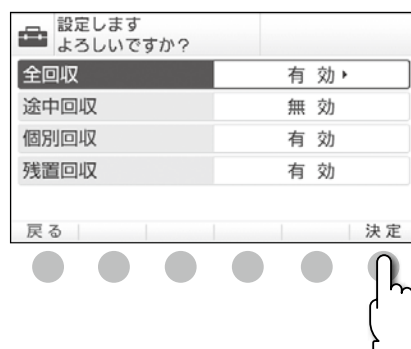 設定します
よろしいですか？
全回収 有 効
途中回収 無 効
個別回収 有 効
残置回収 有 効
戻る 決定